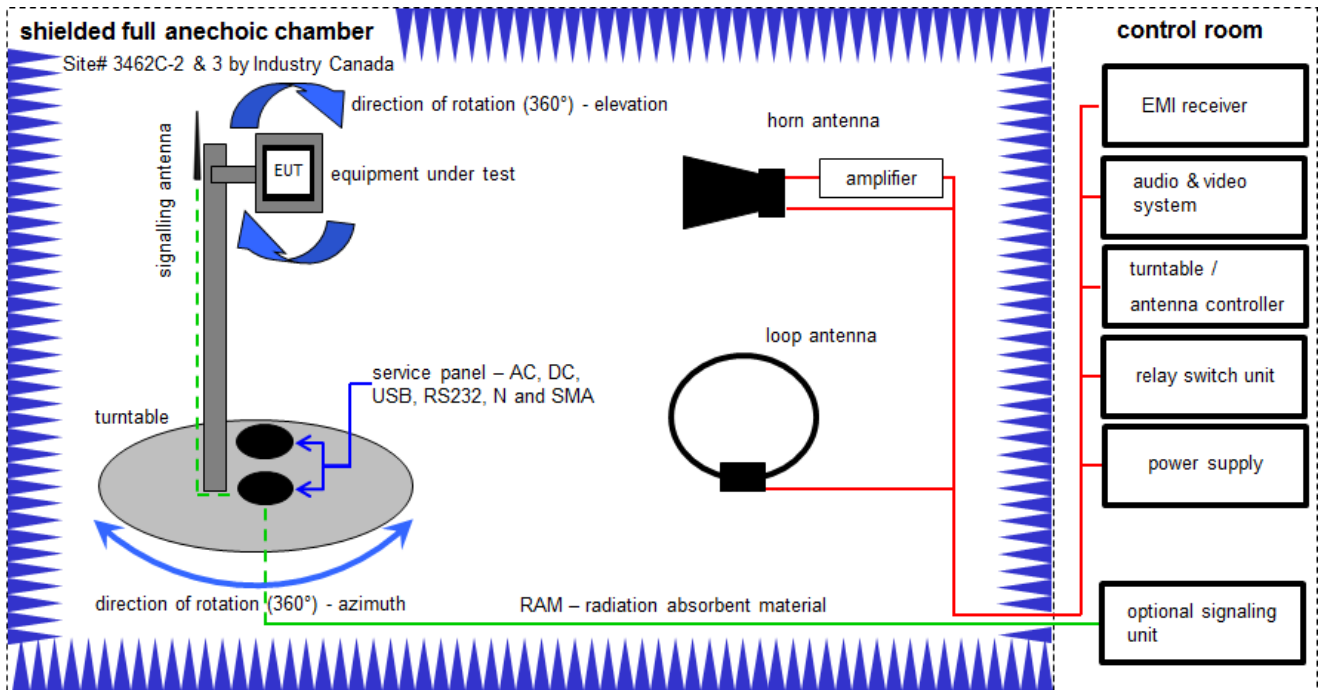 shielded full anechoic chamber
Site# 3462C-2 & 3 by Industry Canada
direction of rotation (360°) - elevation
signalling antenna
EUT
equipment under test
horn antenna
amplifier
loop antenna
service panel – AC, DC,
USB, RS232, N and SMA
turntable
direction of rotation (360°) - azimuth
RAM – radiation absorbent material
control room
EMI receiver
audio & video
system
turntable /
antenna controller
relay switch unit
power supply
optional signaling
unit